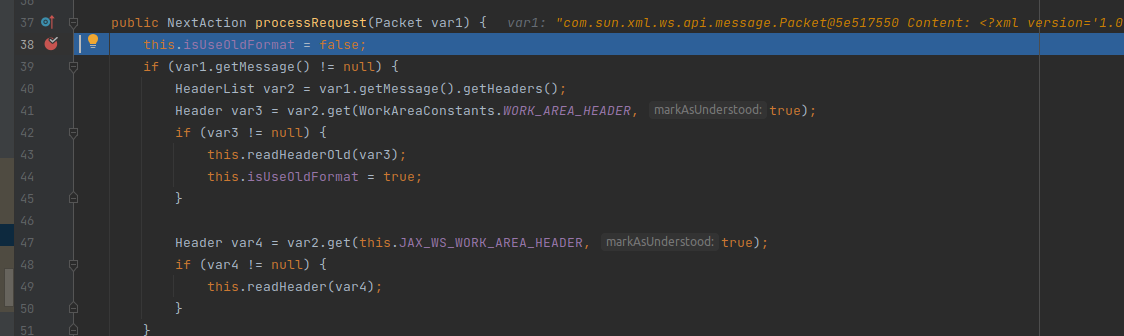 37 public NextAction processRequest(Packet var1) { var1: "com.sun.xml.ws.api.message.Packet@5e517550 Content: <?xml version='1.0
38 this.isUseOldFormat = false;
39 if (var1.getMessage() != null) {
40 HeaderList var2 = var1.getMessage().getHeaders();
41 Header var3 = var2.get(WorkAreaConstants.WORK_AREA_HEADER, markAsUnderstood: true);
42 if (var3 != null) {
43 this.readHeaderOld(var3);
44 this.isUseOldFormat = true;
45 }
46
47 Header var4 = var2.get(this.JAX_WS_WORK_AREA_HEADER, markAsUnderstood: true);
48 if (var4 != null) {
49 this.readHeader(var4);
50 }
51 }